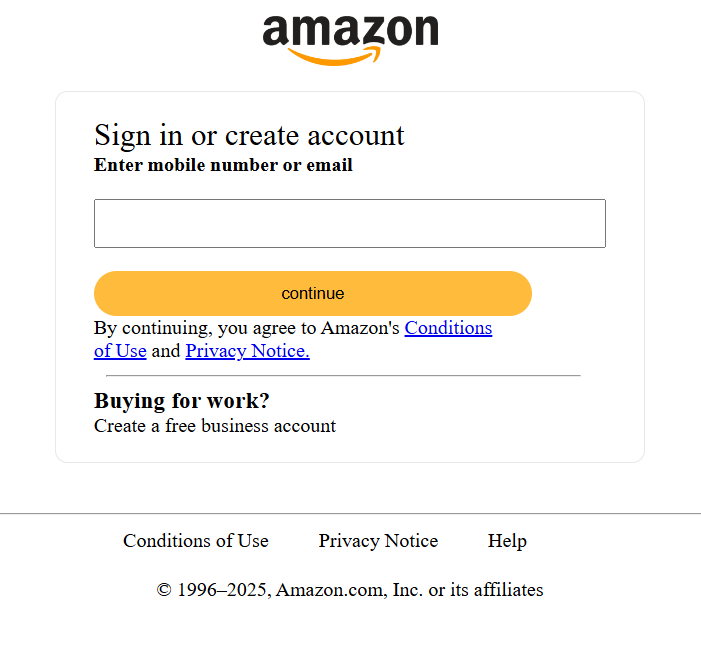 amazon
Sign in or create account
Enter mobile number or email
continue
By continuing, you agree to Amazon's Conditions
of Use and Privacy Notice.
Buying for work?
Create a free business account
Conditions of Use Privacy Notice Help
© 1996–2025, Amazon.com, Inc. or its affiliates